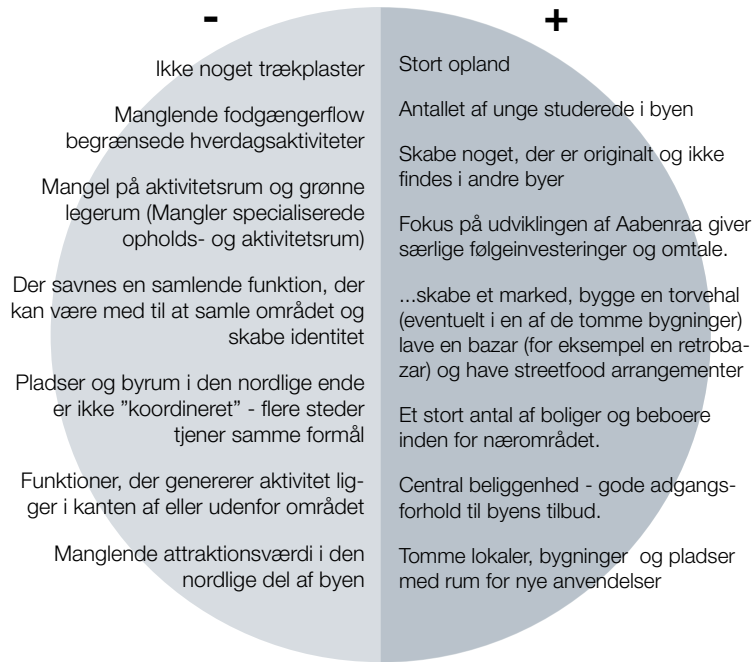 -
Ikke noget trækplaster
Manglende fodgængerflow
begrænsede hverdagsaktiviteter
Mangel på aktivitetsrum og grønne
legerum (Mangler specialiserede
opholds- og aktivitetsrum)
Der savnes en samlende funktion, der
kan være med til at samle området og
skabe identitet
Pladser og byrum i den nordlige ende
er ikke ”koordineret” - flere steder
tjener samme formål
Funktioner, der genererer aktivitet lig-
ger i kanten af eller udenfor området
Manglende attraktionsværdi i den
nordlige del af byen
+
Stort opland
Antallet af unge studerede i byen
Skabe noget, der er originalt og ikke
findes i andre byer
Fokus på udviklingen af Aabenraa giver
særlige følgeinvesteringer og omtale.
...skabe et marked, bygge en torvehal
(eventuelt i en af de tomme bygninger)
lave en bazar (for eksempel en retroba-
zar) og have streetfood arrangementer
Et stort antal af boliger og beboere
inden for nærområdet.
Central beliggenhed - gode adgangs-
forhold til byens tilbud.
Tomme lokaler, bygninger og pladser
med rum for nye anvendelser